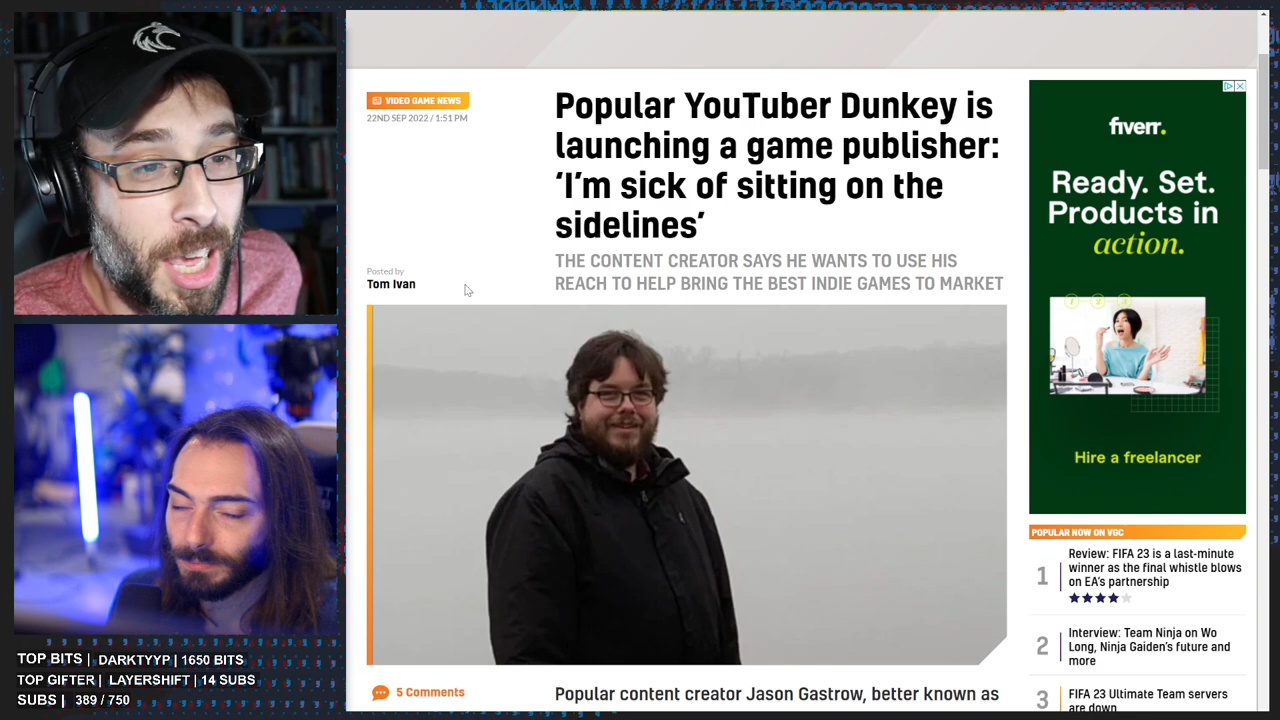 VIDEO GAME NEWS
22ND SEP 2022 / 1:51 PM
Posted by
Tom Ivan
Popular YouTuber Dunkey is
launching a game publisher:
‘I’m sick of sitting on the
sidelines’
THE CONTENT CREATOR SAYS HE WANTS TO USE HIS
REACH TO HELP BRING THE BEST INDIE GAMES TO MARKET
5 Comments
Popular content creator Jason Gastrow, better known as
fiverr.
Ready. Set.
Products in
action.
1 2 3
Hire a freelancer
POPULAR NOW ON VGC
1
Review: FIFA 23 is a last-minute
winner as the final whistle blows
on EA’s partnership
2
Interview: Team Ninja on Wo
Long, Ninja Gaiden’s future and
more
3
FIFA 23 Ultimate Team servers
are down
TOP BITS | DARKTYYP | 1650 BITS
TOP GIFTER | LAYERSHIFT | 14 SUBS
SUBS | 389 / 750